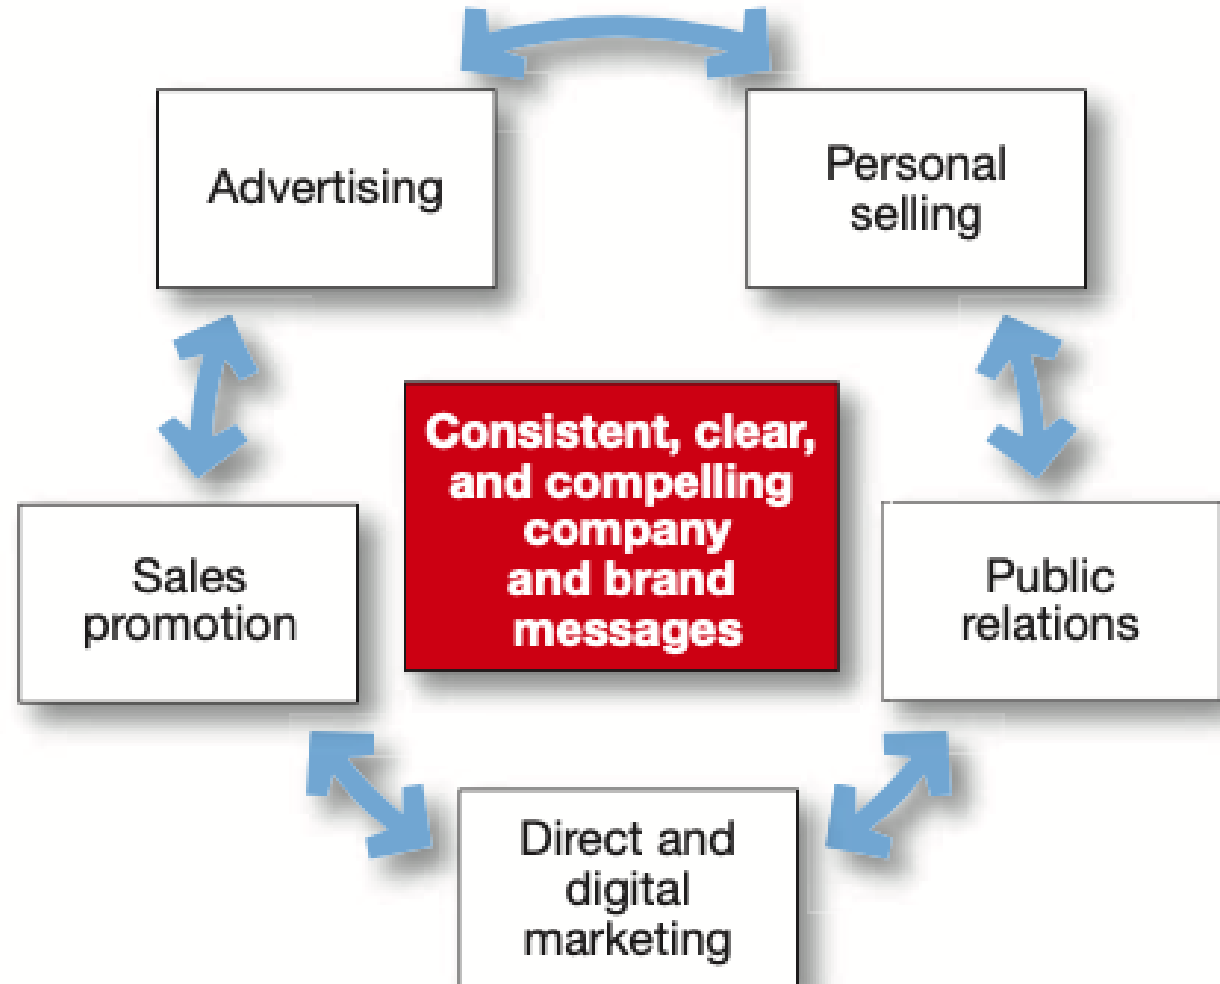 Advertising
Personal
selling
Consistent, clear,
and compelling
company
and brand
messages
Sales
promotion
Public
relations
Direct and
digital
marketing